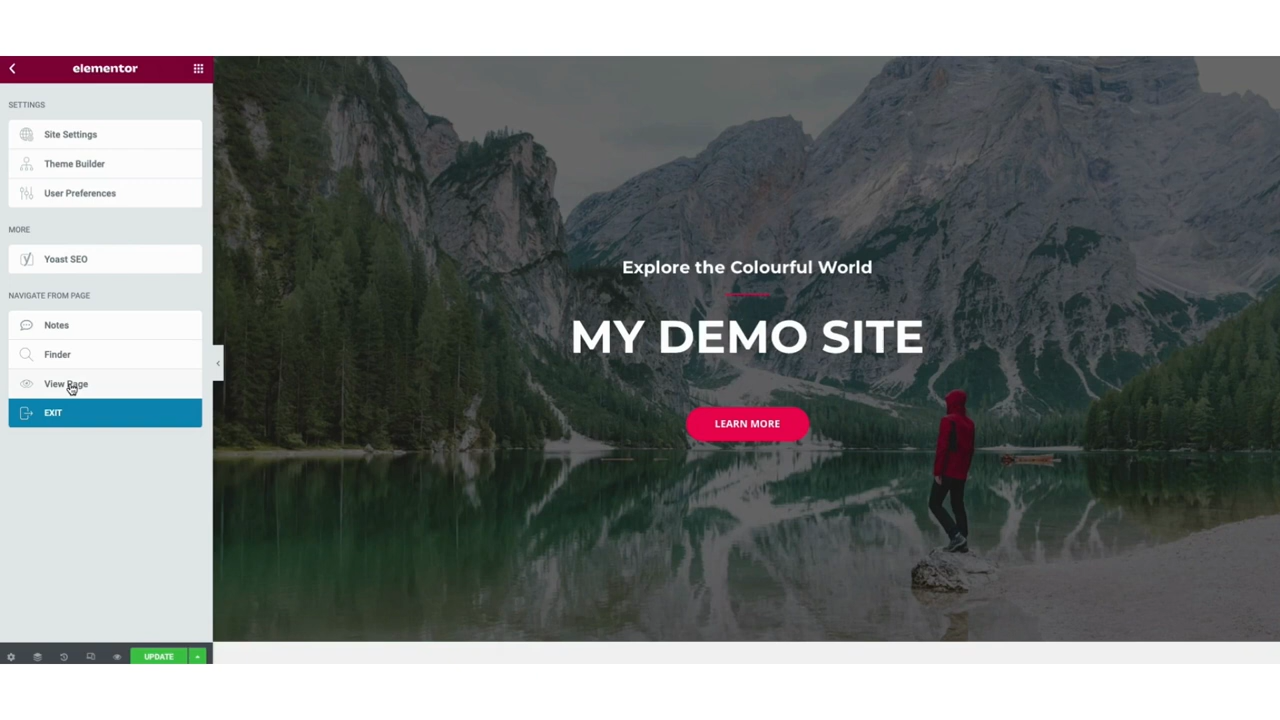 elementor
SETTINGS
Site Settings
Theme Builder
User Preferences
MORE
Yoast SEO
NAVIGATE FROM PAGE
Notes
Finder
View Page
EXIT
UPDATE
Explore the Colourful World
MY DEMO SITE
LEARN MORE